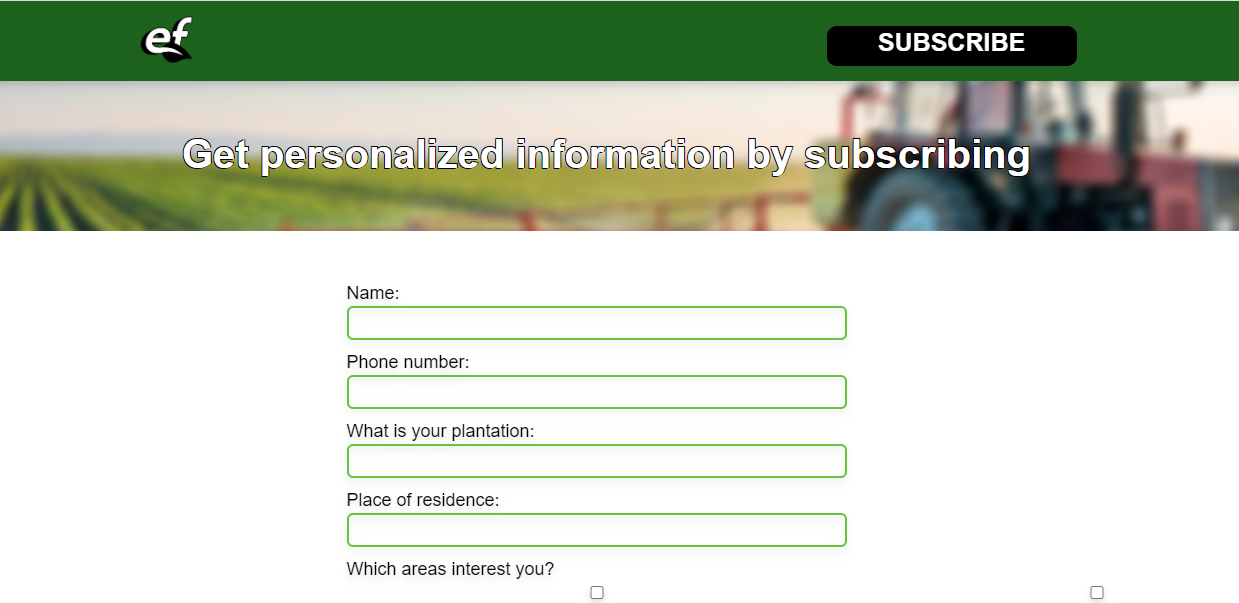 ef
SUBSCRIBE
Get personalized information by subscribing
Name:
Phone number:
What is your plantation:
Place of residence:
Which areas interest you?